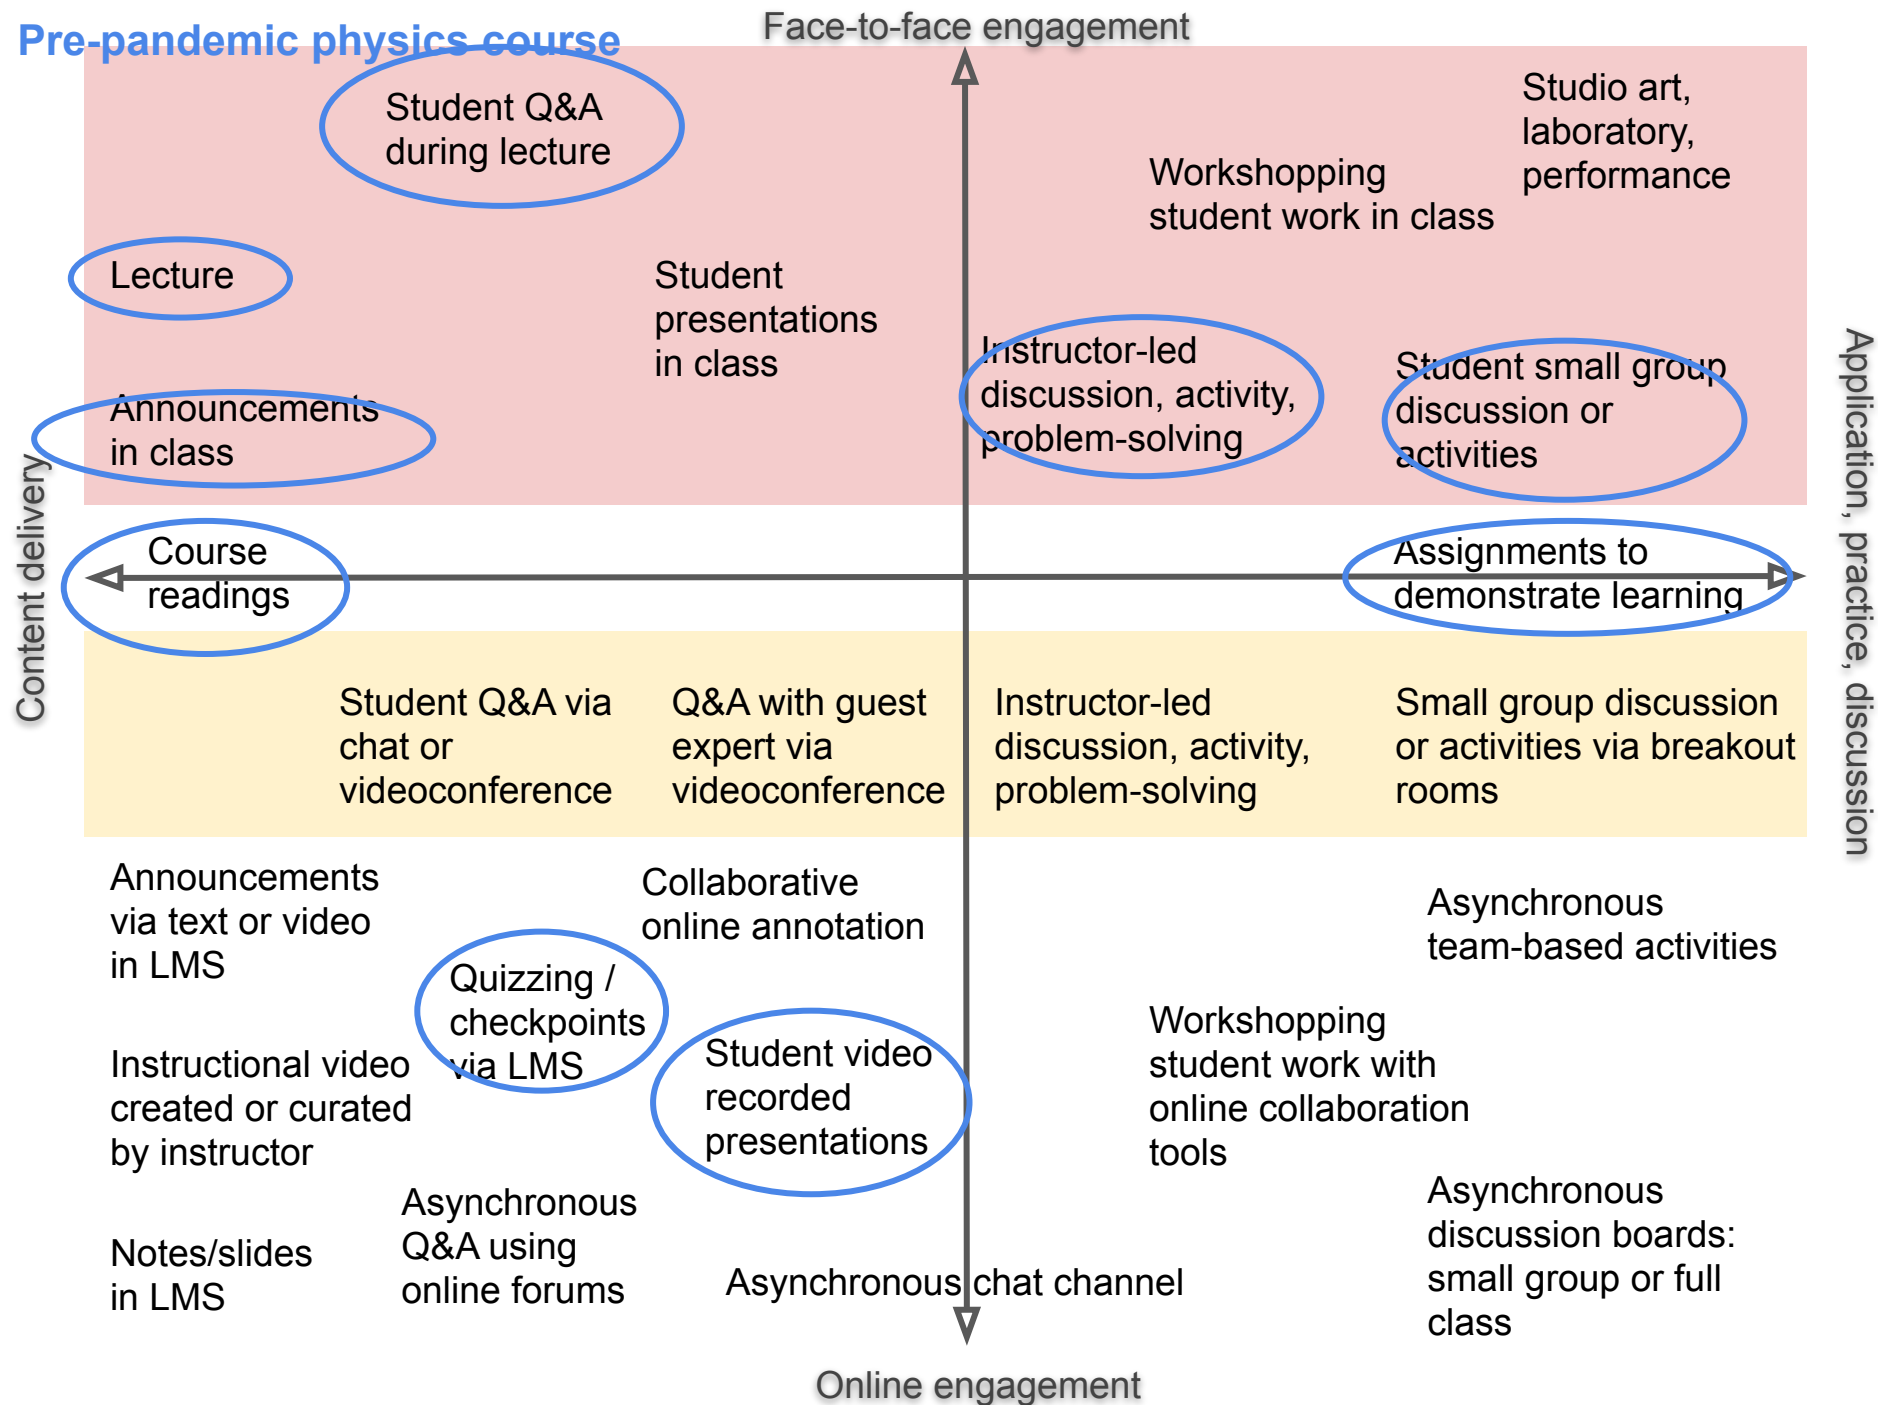 Pre-pandemic physics course
Face-to-face engagement
Student Q&A
during lecture
Studio art,
laboratory,
performance
Workshopping
student work in class
Lecture
Student
presentations
in class
Instructor-led
discussion, activity,
problem-solving
Student small group
discussion or
activities
Announcements
in class
Content delivery
Application, practice, discussion
Course
readings
Assignments to
demonstrate learning
Student Q&A via
chat or
videoconference
Q&A with guest
expert via
videoconference
Instructor-led
discussion, activity,
problem-solving
Small group discussion
or activities via breakout
rooms
Announcements
via text or video
in LMS
Collaborative
online annotation
Asynchronous
team-based activities
Quizzing /
checkpoints
via LMS
Student video
recorded
presentations
Workshopping
student work with
online collaboration
tools
Instructional video
created or curated
by instructor
Asynchronous
Q&A using
online forums
Asynchronous
discussion boards:
small group or full
class
Notes/slides
in LMS
Asynchronous chat channel
Online engagement